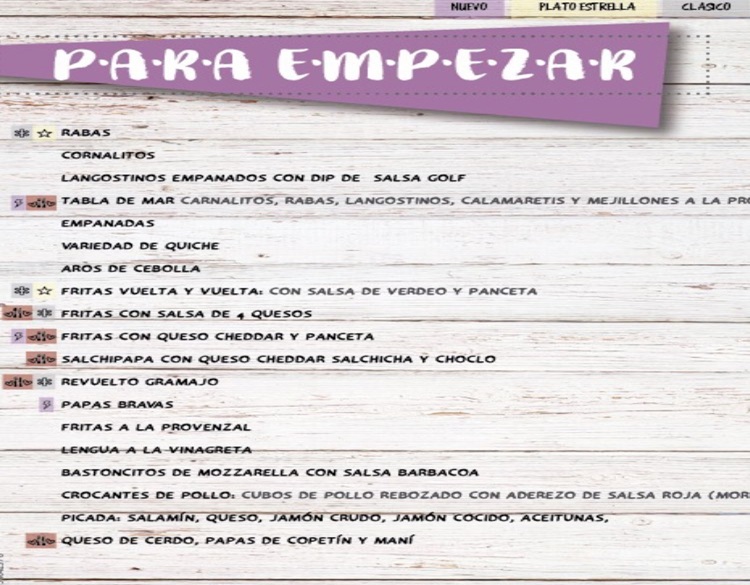 NUEVO PLATO ESTRELLA CLASICO
P·A·R·A E·M·P·E·Z·A·R
RABAS
CORNALITOS
LANGOSTINOS EMPANADOS CON DIP DE SALSA GOLF
TABLA DE MAR CARNALITOS, RABAS, LANGOSTINOS, CALAMARETIS Y MEJILLONES A LA PRO
EMPANADAS
VARIEDAD DE QUICHE
AROS DE CEBOLLA
FRITAS VUELTA Y VUELTA: CON SALSA DE VERDEO Y PANCETA
FRITAS CON SALSA DE 4 QUESOS
FRITAS CON QUESO CHEDDAR Y PANCETA
SALCHIPAPA CON QUESO CHEDDAR SALCHICHA Y CHOCLO
REVUELTO GRAMAJO
PAPAS BRAVAS
FRITAS A LA PROVENZAL
LENGUA A LA VINAGRETA
BASTONCITOS DE MOZZARELLA CON SALSA BARBACOA
CROCANTES DE POLLO: CUBOS DE POLLO REBOZADO CON ADEREZO DE SALSA ROJA (MOR
PICADA: SALAMÍN, QUESO, JAMÓN CRUDO, JAMÓN COCIDO, ACEITUNAS,
QUESO DE CERDO, PAPAS DE COPETÍN Y MANÍ